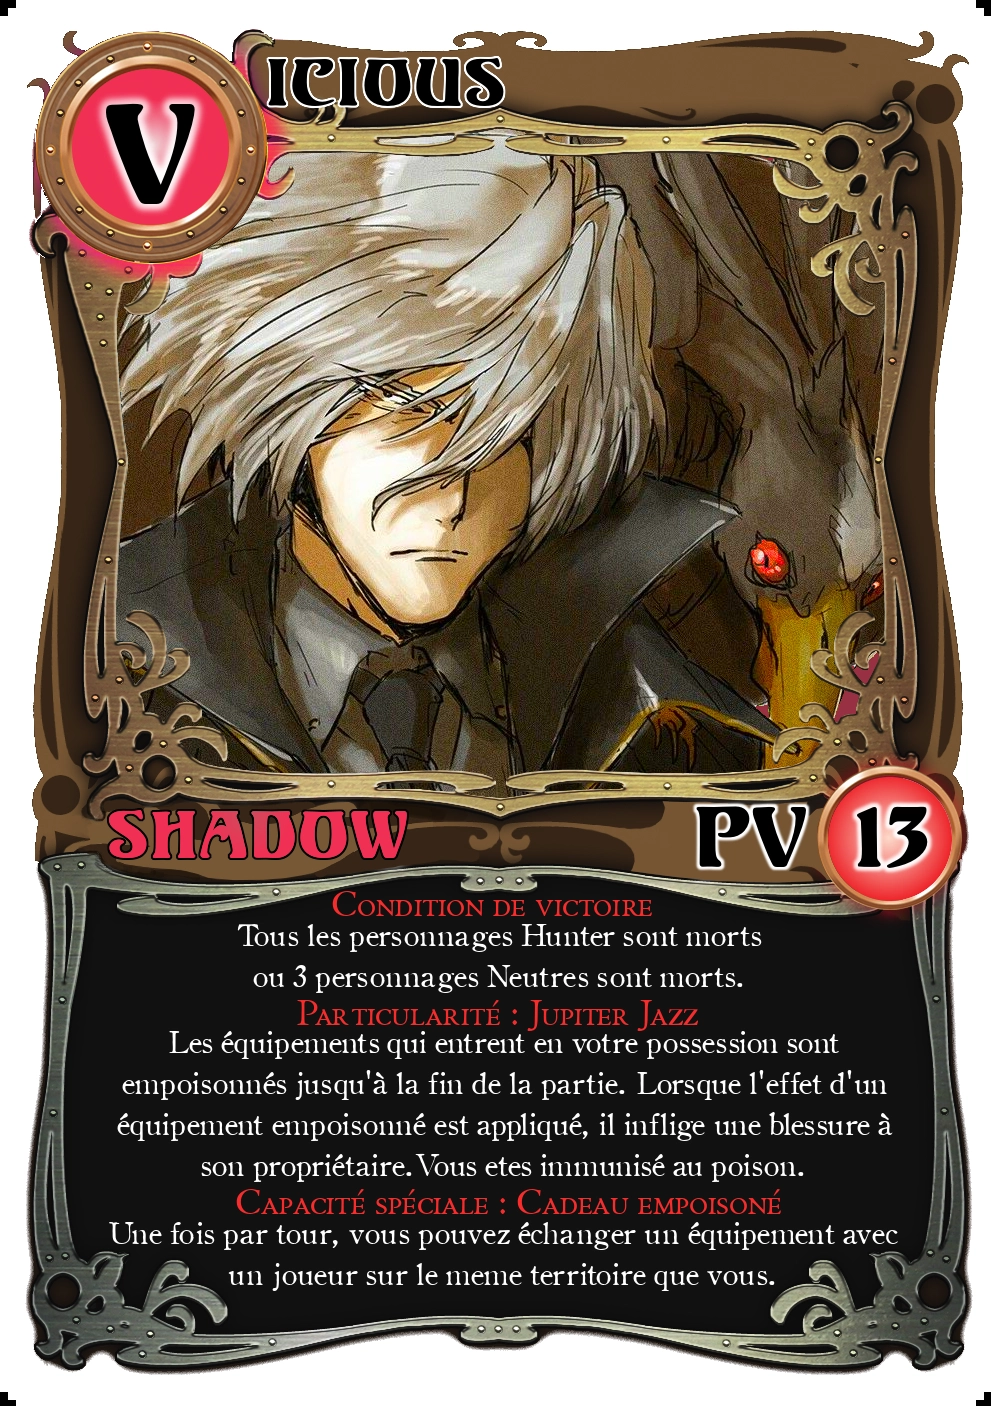 VICIOUS
SHADOW
PV 13
Condition de victoire
Tous les personnages Hunter sont morts
ou 3 personnages Neutres sont morts.
Particularité : Jupiter Jazz
Les équipements qui entrent en votre possession sont
empoisonnés jusqu'à la fin de la partie. Lorsque l'effet d'un
équipement empoisonné est appliqué, il inflige une blessure à
son propriétaire. Vous etes immunisé au poison.
Capacité spéciale : Cadeau empoisoné
Une fois par tour, vous pouvez échanger un équipement avec
un joueur sur le meme territoire que vous.